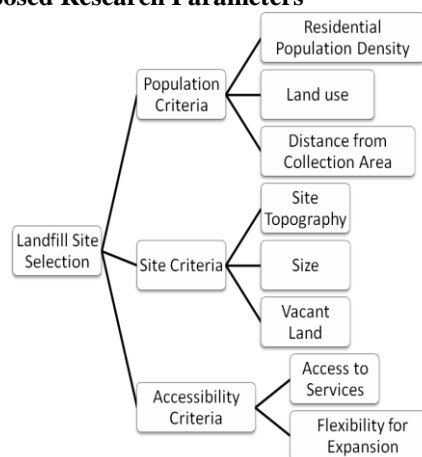 Research Parameters
Residential
Population Density
Population
Criteria
Land use
Distance from
Collection Area
Site
Topography
Landfill Site
Selection
Site Criteria
Size
Vacant
Land
Access to
Services
Accessibility
Criteria
Flexibility for
Expansion